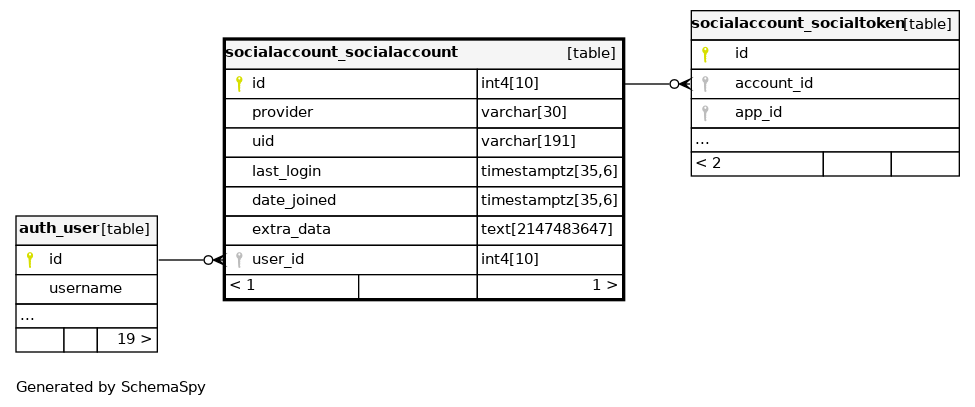 socialaccount_socialtoken [table]
id
account_id
app_id
...
< 2
socialaccount_socialaccount [table]
id int4[10]
provider varchar[30]
uid varchar[191]
last_login timestamptz[35,6]
date_joined timestamptz[35,6]
extra_data text[2147483647]
user_id int4[10]
< 1 1 >
auth_user [table]
id
username
...
19 >
Generated by SchemaSpy